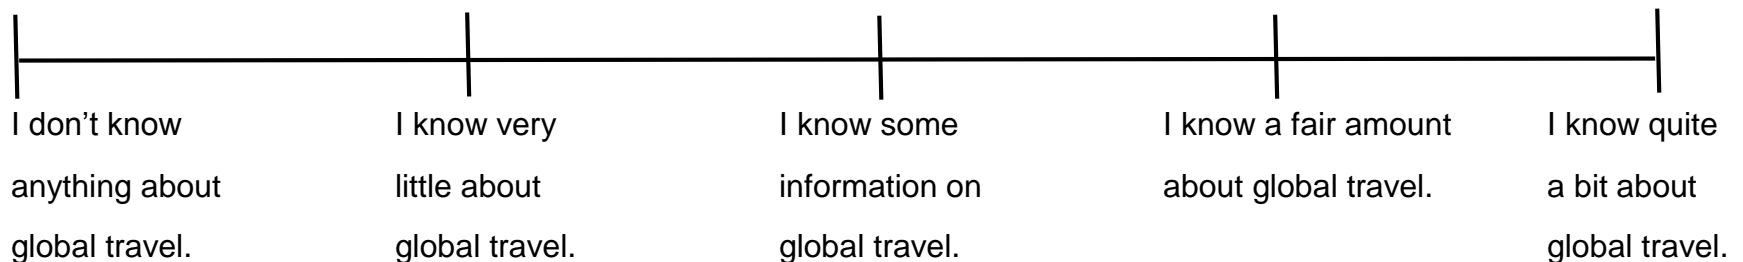 I don’t know
anything about
global travel.
I know very
little about
global travel.
I know some
information on
global travel.
I know a fair amount
about global travel.
I know quite
a bit about
global travel.